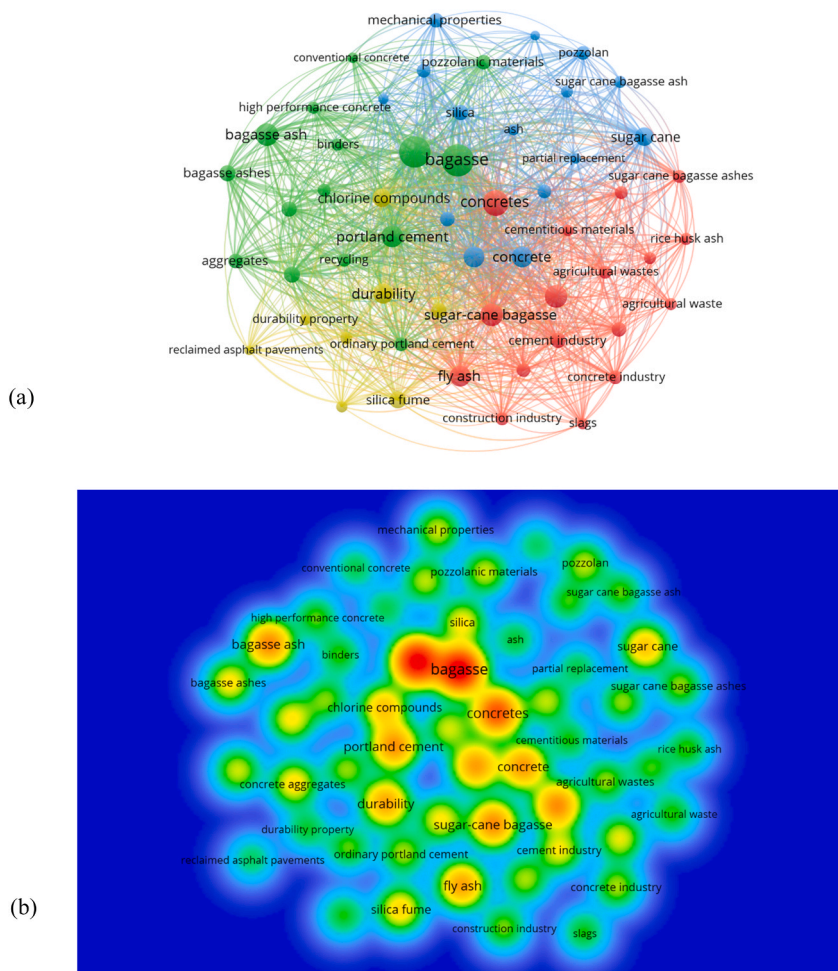 mechanical properties
conventional concrete
pozzolanic materials
pozzolan
sugar cane bagasse ash
high performance concrete
silica
bagasse ash
ash
sugar cane
binders
bagasse
partial replacement
bagasse ashes
sugar cane bagasse ashes
chlorine compounds
concretes
cementitious materials
portland cement
rice husk ash
aggregates
recycling
concrete
agricultural wastes
durability
agricultural waste
durability property
sugar-cane bagasse
reclaimed asphalt pavements
ordinary portland cement
cement industry
fly ash
concrete industry
(a)
silica fume
construction industry
slags
mechanical properties
conventional concrete
pozzolanic materials
pozzolan
sugar cane bagasse ash
high performance concrete
silica
bagasse ash
ash
sugar cane
binders
bagasse
partial replacement
bagasse ashes
sugar cane bagasse ashes
chlorine compounds
concretes
portland cement
cementitious materials
rice husk ash
concrete
concrete aggregates
agricultural wastes
durability
agricultural waste
durability property
sugar-cane bagasse
reclaimed asphalt pavements
ordinary portland cement
cement industry
fly ash
concrete industry
(b)
silica fume
construction industry
slags